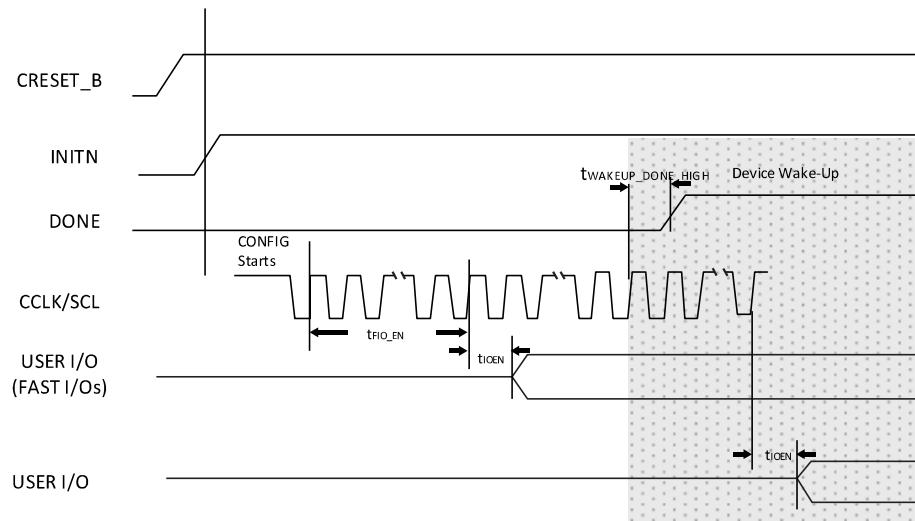 CRESET_B
INITN
tWAKEUP_DONE_HIGH
Device Wake-Up
DONE
CONFIG
Starts
CCLK/SCL
tFIO_EN
USER I/O
(FAST I/Os)
tIOEN
tIOEN
USER I/O